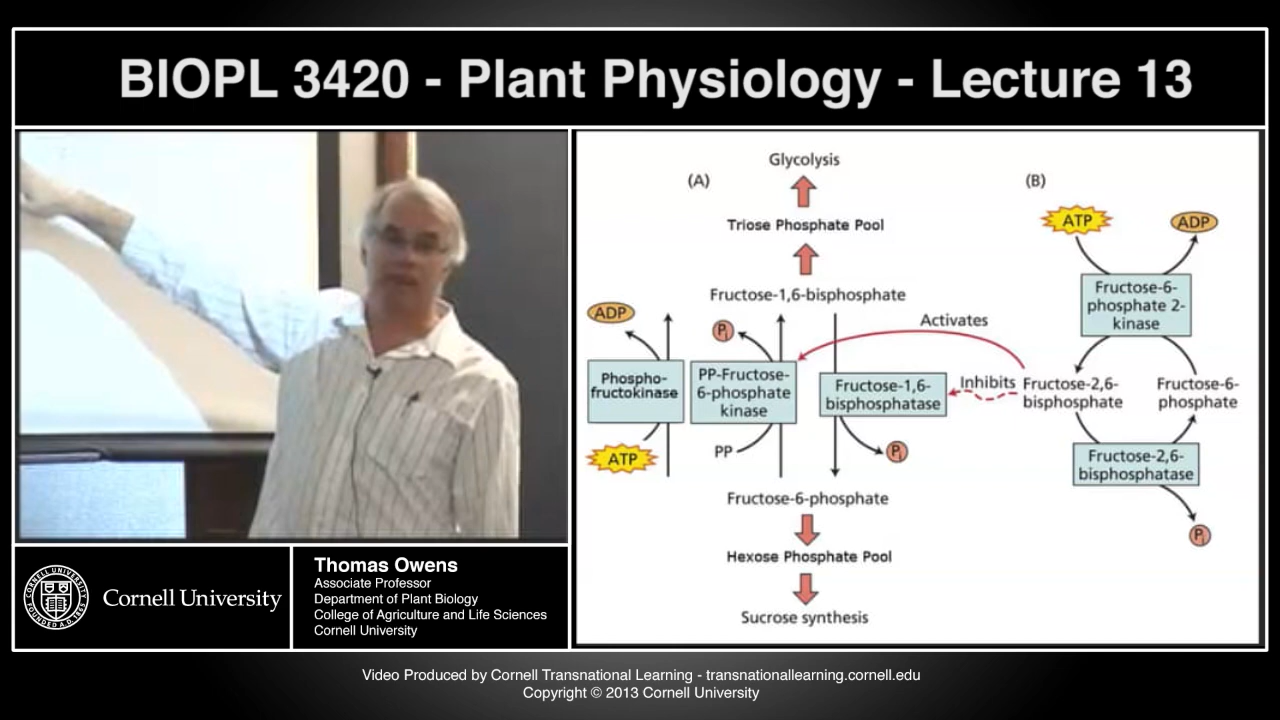 BIOPL 3420 - Plant Physiology - Lecture 13
(A)
Glycolysis
Triose Phosphate Pool
Fructose-1,6-bisphosphate
ADP
Pi
Phospho-
fructokinase
PP-Fructose-
6-phosphate
kinase
Fructose-1,6-
bisphosphatase
ATP
PP
Pi
Fructose-6-phosphate
Hexose Phosphate Pool
Sucrose synthesis
(B)
ATP
ADP
Fructose-6-
phosphate 2-
kinase
Activates
Inhibits
Fructose-2,6-
bisphosphate
Fructose-6-
phosphate
Fructose-2,6-
bisphosphatase
Pi
CORNELL UNIVERSITY
FOUNDED A.D. 1865
Cornell University
Thomas Owens
Associate Professor
Department of Plant Biology
College of Agriculture and Life Sciences
Cornell University
Video Produced by Cornell Transnational Learning - transnationallearning.cornell.edu
Copyright © 2013 Cornell University